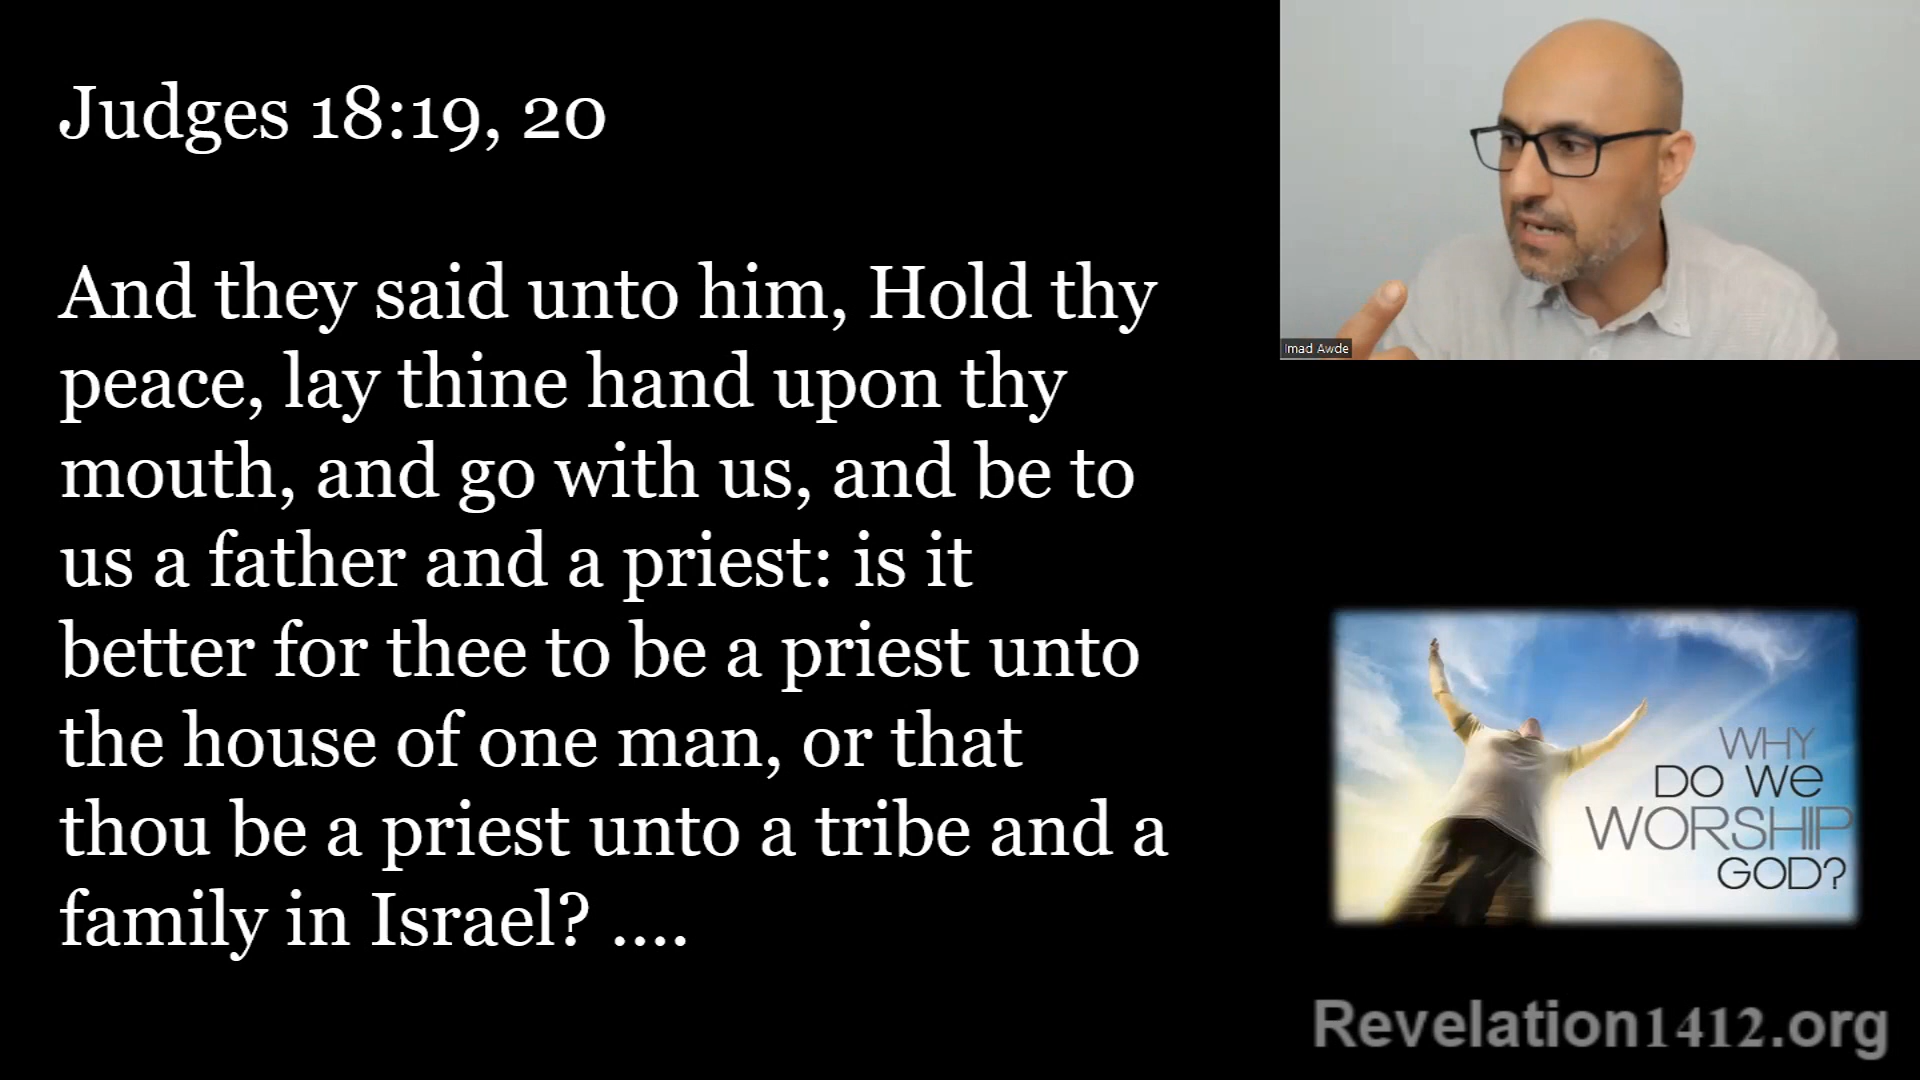 Judges 18:19, 20
And they said unto him, Hold thy
peace, lay thine hand upon thy
mouth, and go with us, and be to
us a father and a priest: is it
better for thee to be a priest unto
the house of one man, or that
thou be a priest unto a tribe and a
family in Israel? ....
Imad Awde
WHY
DO WE
WORSHIP
GOD?
Revelation1412.org